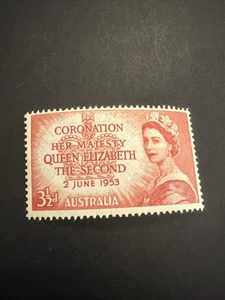 CORONATION
OF
HER MAJESTY
QUEEN ELIZABETH
THE SECOND
2 JUNE 1953
3½d AUSTRALIA